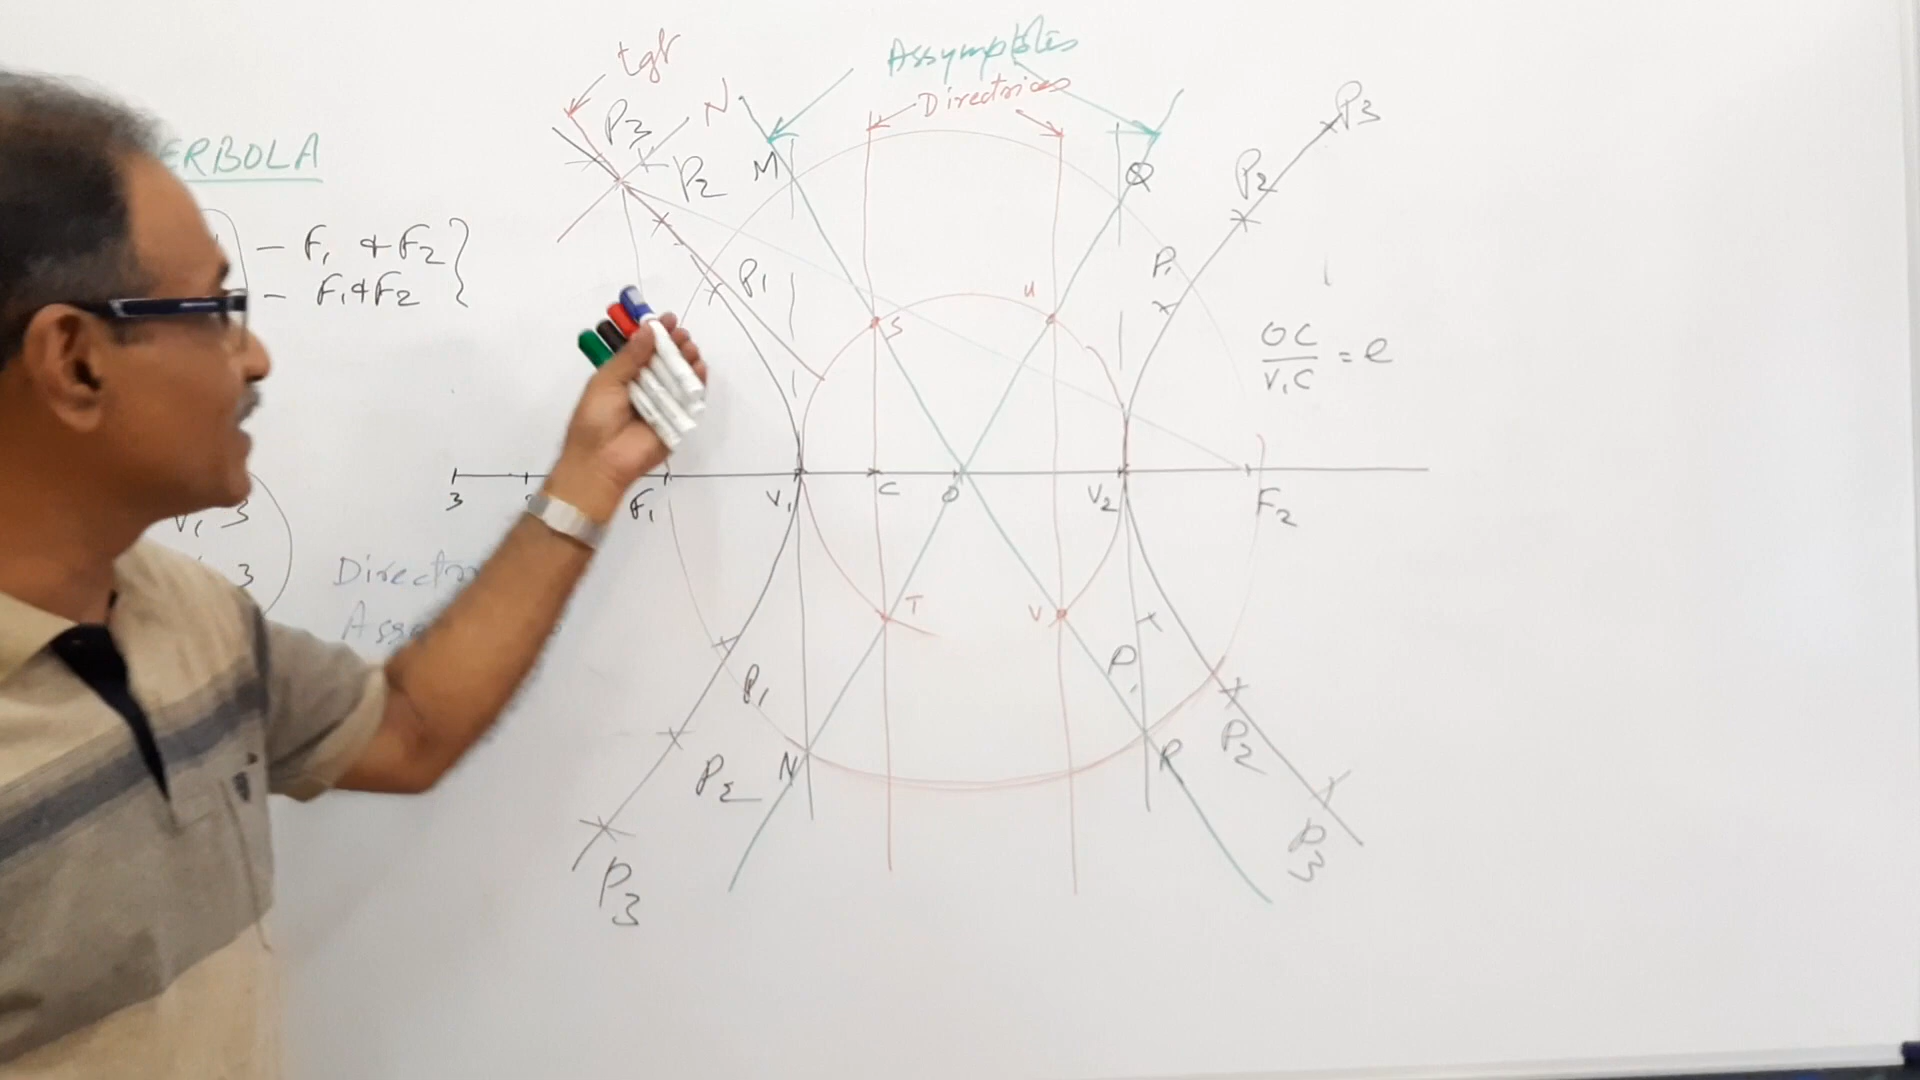 tgt
Assymptotes
Directrices
P3
N
P3
ERBOLA
M
Q
P2
P2
- F1 & F2
- F1 & F2
P1
P1
S
U
OC
V1C
= e
3
F1
V1
C
O
V2
F2
V1 3
3
T
V
P1
P1
P2
N
R
P2
P3
P3